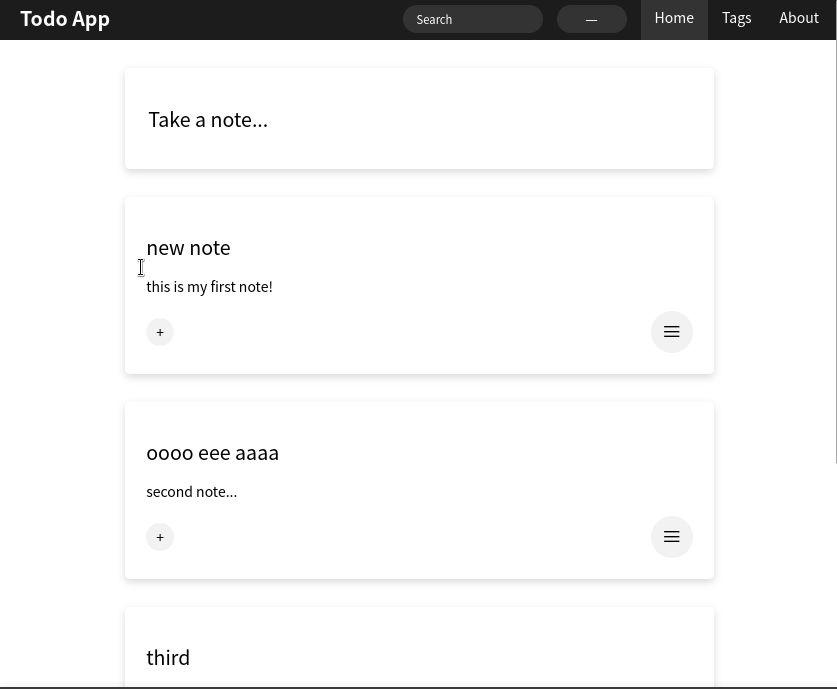 Todo App
Search
—
Home
Tags
About
Take a note...
new note
this is my first note!
+
oooo eee aaaa
second note...
+
third